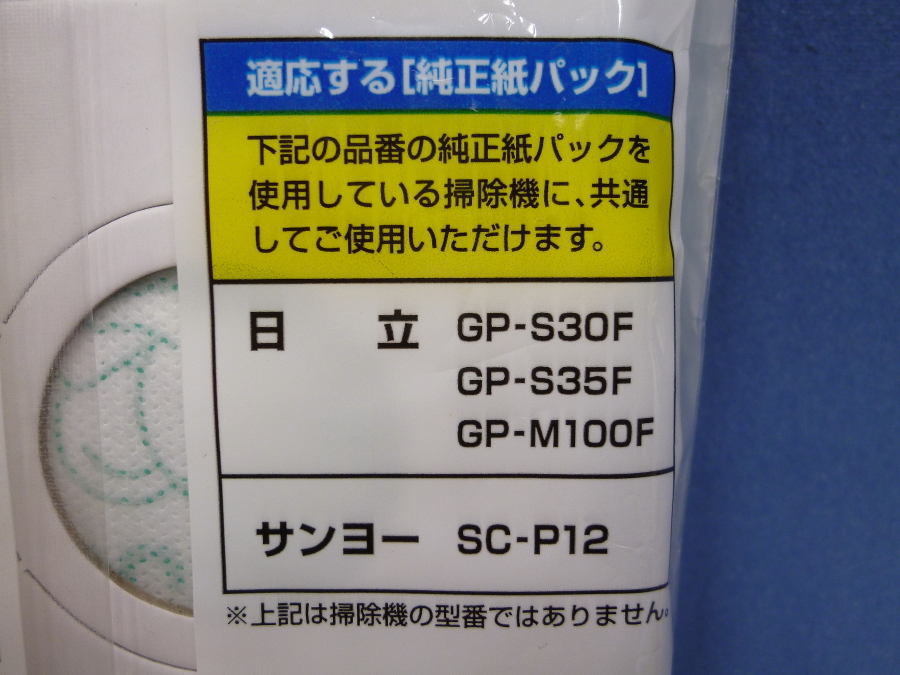 適応する[純正紙パック]
下記の品番の純正紙パックを
使用している掃除機に、共通
してご使用いただけます。
日 立 GP-S30F
GP-S35F
GP-M100F
サンヨー SC-P12
※上記は掃除機の型番ではありません。